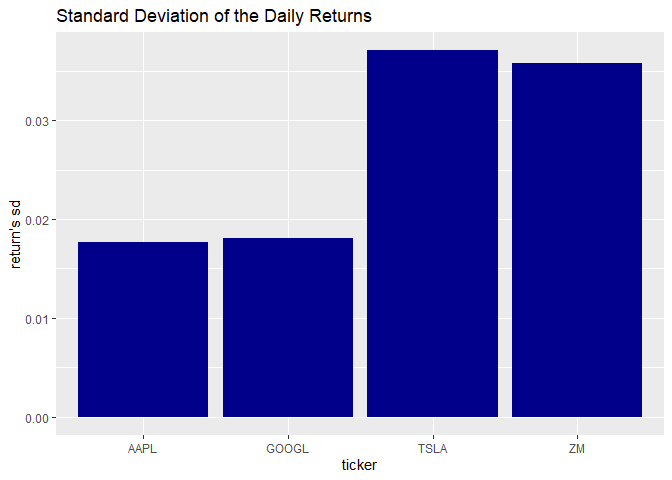 Standard Deviation of the Daily Returns
return's sd
0.03
0.02
0.01
0.00
AAPL GOOGL TSLA ZM
ticker